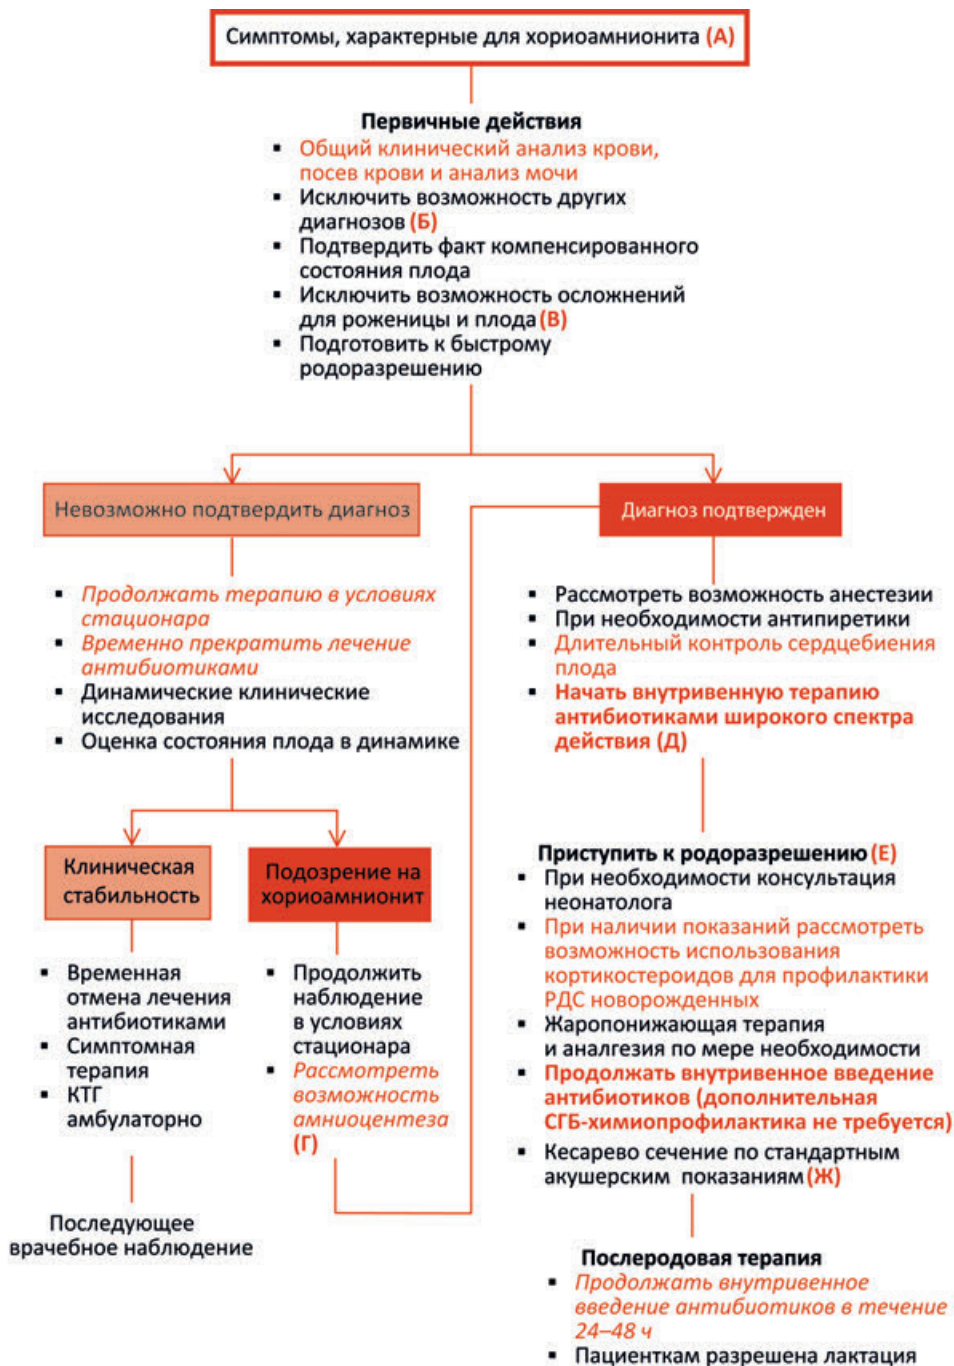 Симптомы, характерные для хориоамнионита (А)
Первичные действия
▪ Общий клинический анализ крови,
посев крови и анализ мочи
▪ Исключить возможность других
диагнозов (Б)
▪ Подтвердить факт компенсированного
состояния плода
▪ Исключить возможность осложнений
для роженицы и плода (В)
▪ Подготовить к быстрому
родоразрешению
Невозможно подтвердить диагноз
▪ Продолжать терапию в условиях
стационара
▪ Временно прекратить лечение
антибиотиками
▪ Динамические клинические
исследования
▪ Оценка состояния плода в динамике
Клиническая
стабильность
▪ Временная
отмена лечения
антибиотиками
▪ Симптомная
терапия
▪ КТГ
амбулаторно
Последующее
врачебное наблюдение
Подозрение на
хориоамнионит
▪ Продолжить
наблюдение
в условиях
стационара
▪ Рассмотреть
возможность
амниоцентеза
(Г)
Диагноз подтвержден
▪ Рассмотреть возможность анестезии
▪ При необходимости антипиретики
▪ Длительный контроль сердцебиения
плода
▪ Начать внутривенную терапию
антибиотиками широкого спектра
действия (Д)
Приступить к родоразрешению (Е)
▪ При необходимости консультация
неонатолога
▪ При наличии показаний рассмотреть
возможность использования
кортикостероидов для профилактики
РДС новорожденных
▪ Жаропонижающая терапия
и аналгезия по мере необходимости
▪ Продолжать внутривенное введение
антибиотиков (дополнительная
СГБ-химиопрофилактика не требуется)
▪ Кесарево сечение по стандартным
акушерским показаниям (Ж)
Послеродовая терапия
▪ Продолжать внутривенное
введение антибиотиков в течение
24–48 ч
▪ Пациенткам разрешена лактация